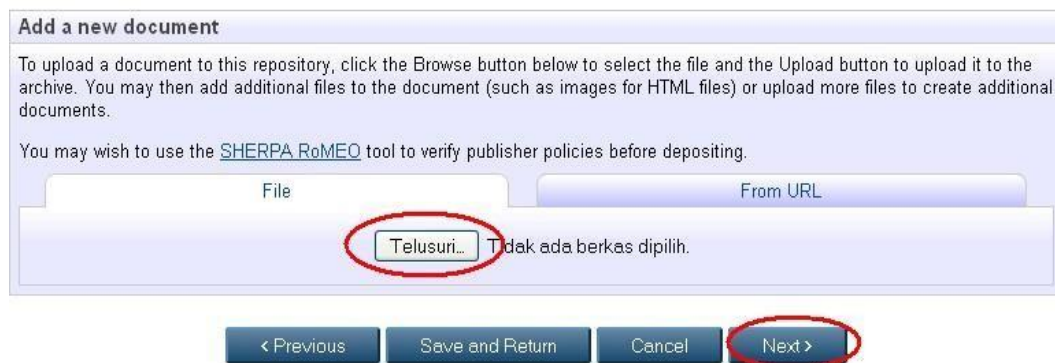 Add a new document
To upload a document to this repository, click the Browse button below to select the file and the Upload button to upload it to the
archive. You may then add additional files to the document (such as images for HTML files) or upload more files to create additional
documents.
You may wish to use the SHERPA RoMEO tool to verify publisher policies before depositing.
File From URL
Telusuri... Tidak ada berkas dipilih.
< Previous Save and Return Cancel Next >